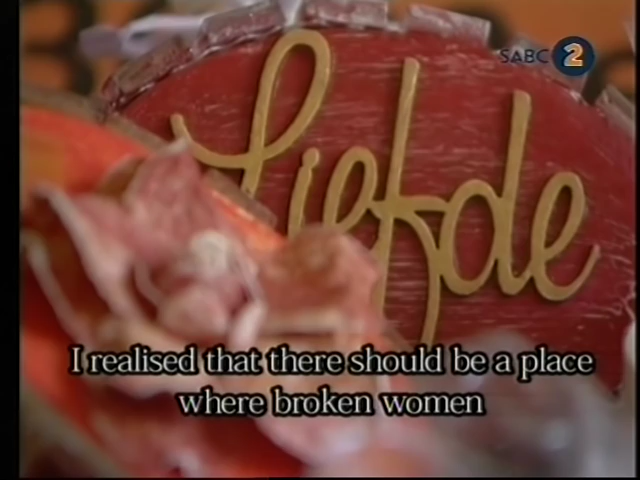 SABC 2
Liefde
I realised that there should be a place
where broken women